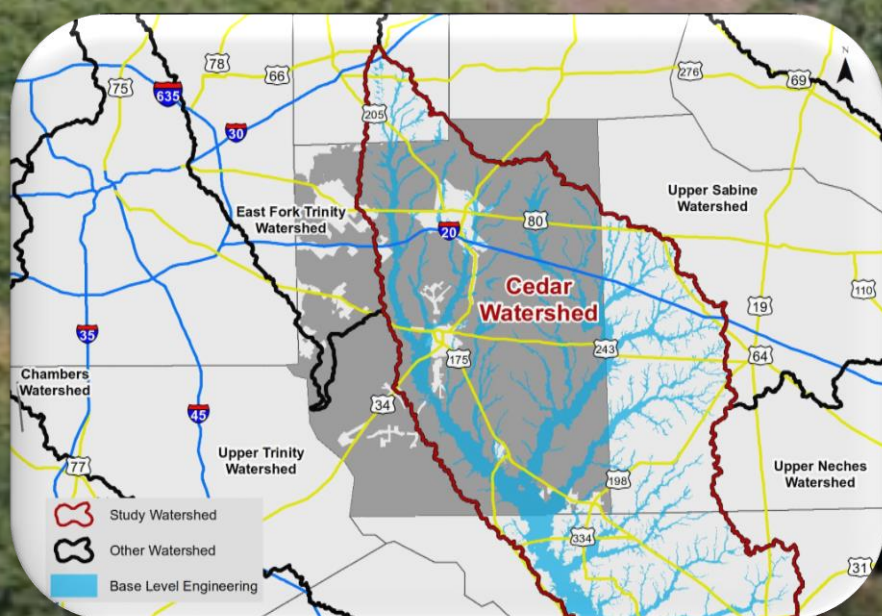 N
78
75
66
276
69
635
205
30
Upper Sabine
Watershed
East Fork Trinity
Watershed
80
20
Cedar
Watershed
110
19
35
243
64
175
Chambers
Watershed
34
45
Upper Trinity
Watershed
77
198
Upper Neches
Watershed
334
31
Study Watershed
Other Watershed
Base Level Engineering